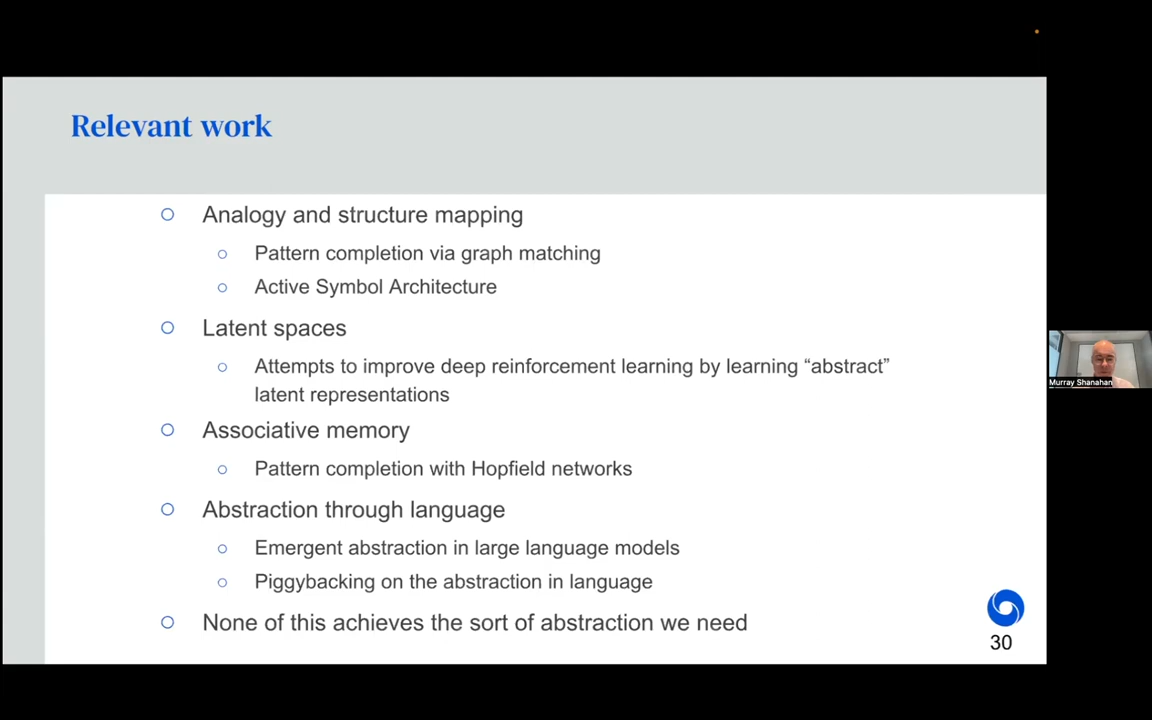 Relevant work
Analogy and structure mapping
Pattern completion via graph matching
Active Symbol Architecture
Latent spaces
Attempts to improve deep reinforcement learning by learning “abstract”
latent representations
Associative memory
Pattern completion with Hopfield networks
Abstraction through language
Emergent abstraction in large language models
Piggybacking on the abstraction in language
None of this achieves the sort of abstraction we need
30
Murray Shanahan